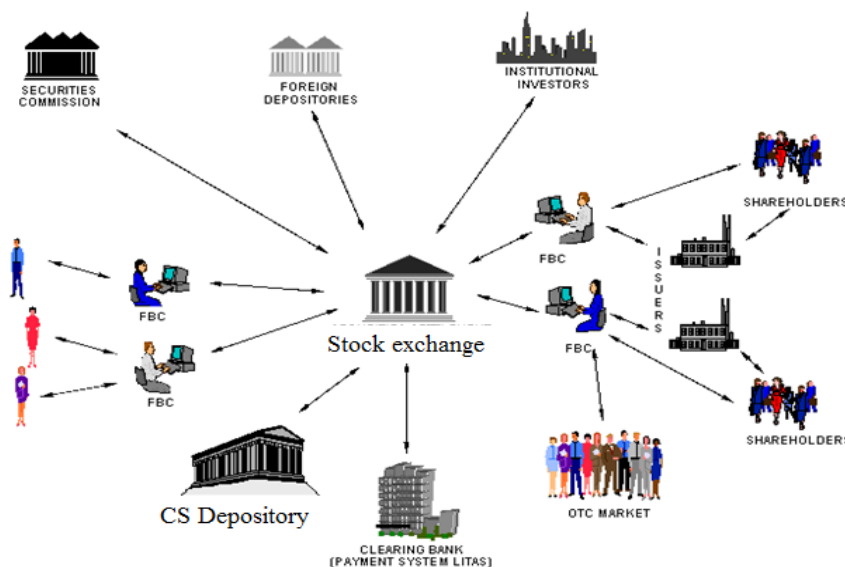 SECURITIES
COMMISSION
FOREIGN
DEPOSITORIES
INSTITUTIONAL
INVESTORS
SHAREHOLDERS
FBC
ISSUERS
FBC
Stock exchange
FBC
FBC
SHAREHOLDERS
CS Depository
OTC MARKET
CLEARING BANK
(PAYMENT SYSTEM LITAS)